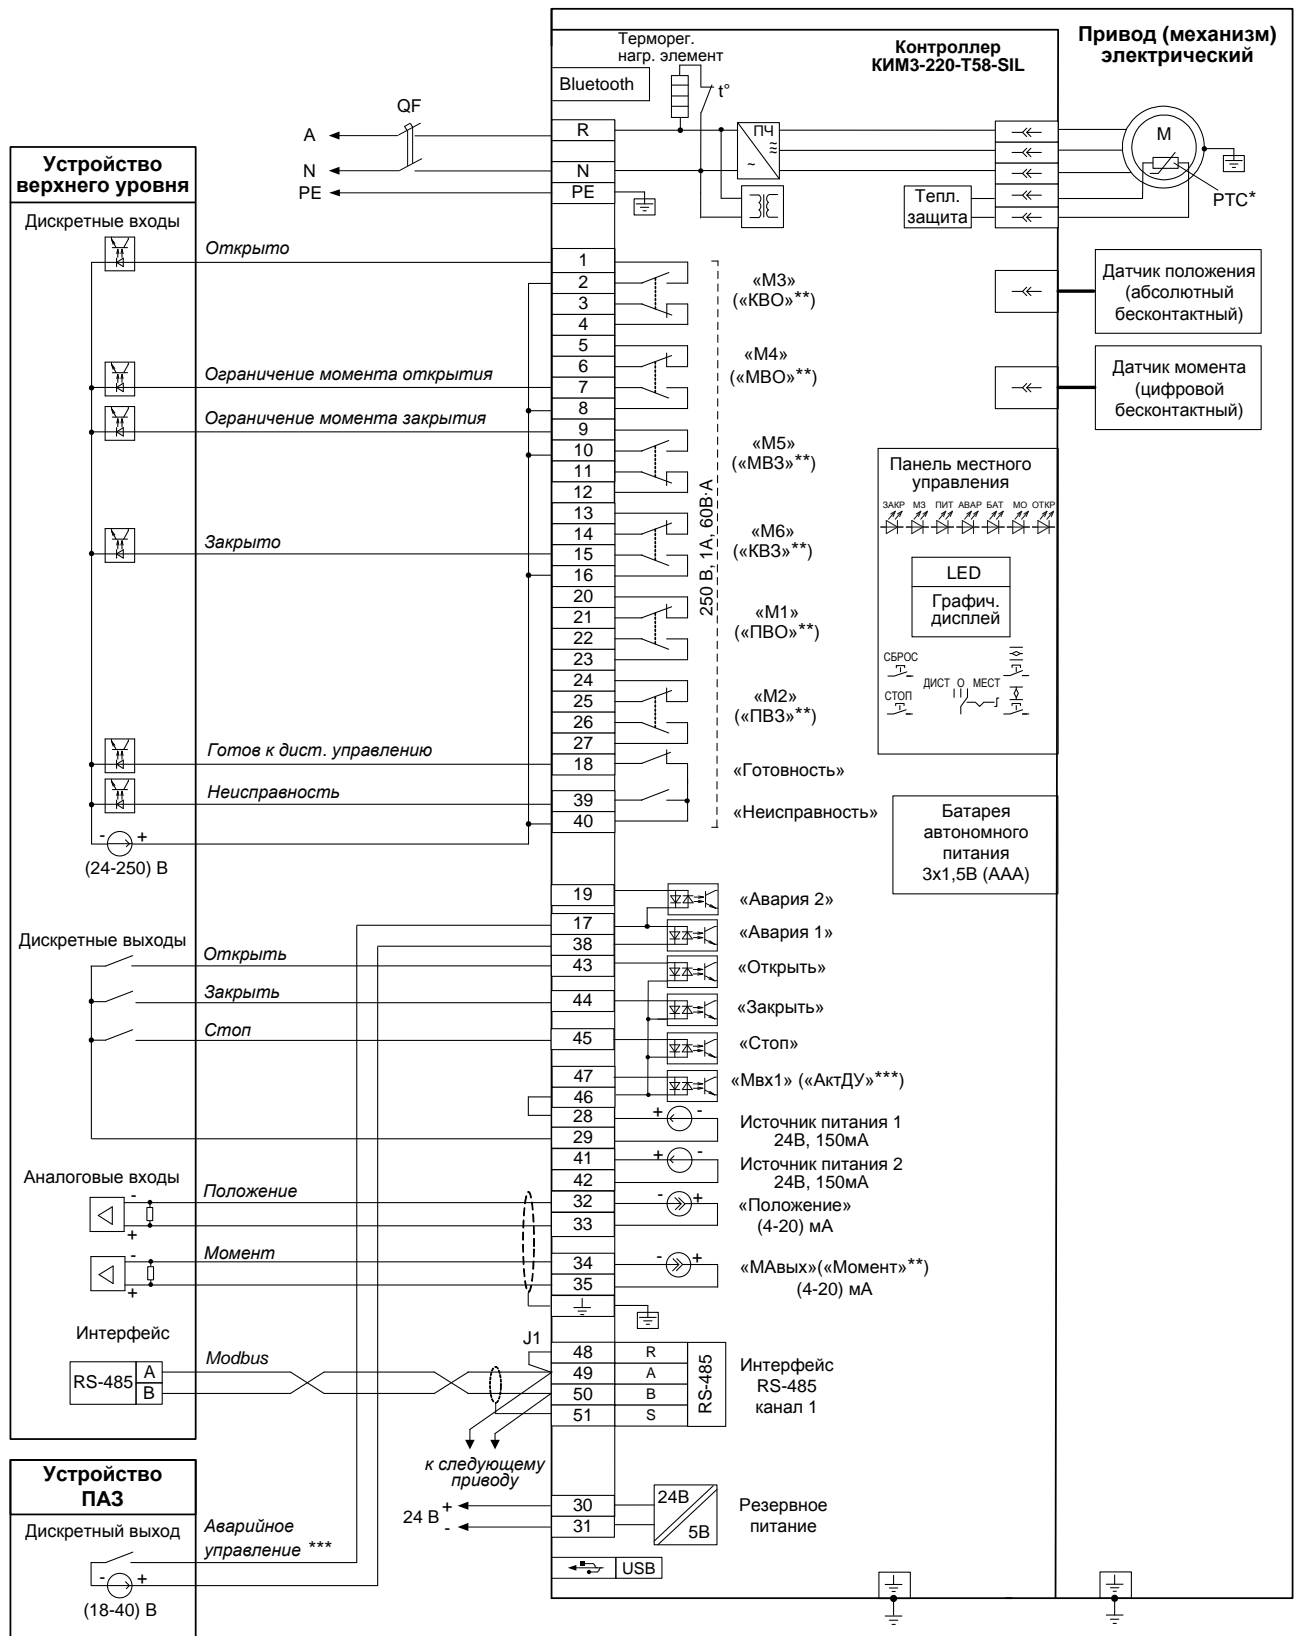 Привод (механизм)
электрический
Контроллер
КИМ3-220-T58-SIL
Терморег.
нагр. элемент
Bluetooth
t°
QF
A
N
PE
R
N
PE
ПЧ
≈
~
M
PTC*
Тепл.
защита
Устройство
верхнего уровня
Дискретные входы
Открыто
Ограничение момента открытия
Ограничение момента закрытия
Закрыто
Готов к дист. управлению
Неисправность
- +
(24-250) В
1
2
3
4
5
6
7
8
9
10
11
12
13
14
15
16
20
21
22
23
24
25
26
27
18
39
40
«М3»
(«КВО»**)
«М4»
(«МВО»**)
«М5»
(«МВЗ»**)
«М6»
(«КВЗ»**)
«М1»
(«ПВО»**)
«М2»
(«ПВЗ»**)
«Готовность»
«Неисправность»
250 В, 1А, 60В·А
Датчик положения
(абсолютный
бесконтактный)
Датчик момента
(цифровой
бесконтактный)
Панель местного
управления
ЗАКР МЗ ПИТ АВАР БАТ МО ОТКР
LED
Графич.
дисплей
СБРОС
СТОП
ДИСТ О МЕСТ
Батарея
автономного
питания
3х1,5В (ААА)
Дискретные выходы
Открыть
Закрыть
Стоп
19
17
38
43
44
45
47
46
28
29
41
42
32
33
34
35
«Авария 2»
«Авария 1»
«Открыть»
«Закрыть»
«Стоп»
«Мвх1» («АктДУ»***)
+ -
Источник питания 1
24В, 150мА
+ -
Источник питания 2
24В, 150мА
- +
«Положение»
(4-20) мА
- +
«МАвых»(«Момент»**)
(4-20) мА
Аналоговые входы
Положение
-
+
Момент
-
+
Интерфейс
RS-485
A
B
Modbus
J1
48 R
49 A
50 B
51 S
RS-485
Интерфейс
RS-485
канал 1
к следующему
приводу
24 В
+
-
30
31
24В
5В
Резервное
питание
USB
Устройство
ПАЗ
Дискретный выход
Аварийное
управление ***
- +
(18-40) В